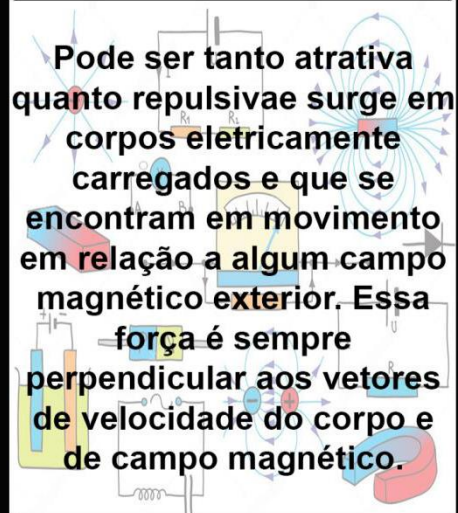 Pode ser tanto atrativa
quanto repulsivae surge em
corpos eletricamente
carregados e que se
encontram em movimento
em relação a algum campo
magnético exterior. Essa
força é sempre
perpendicular aos vetores
de velocidade do corpo e
de campo magnético.